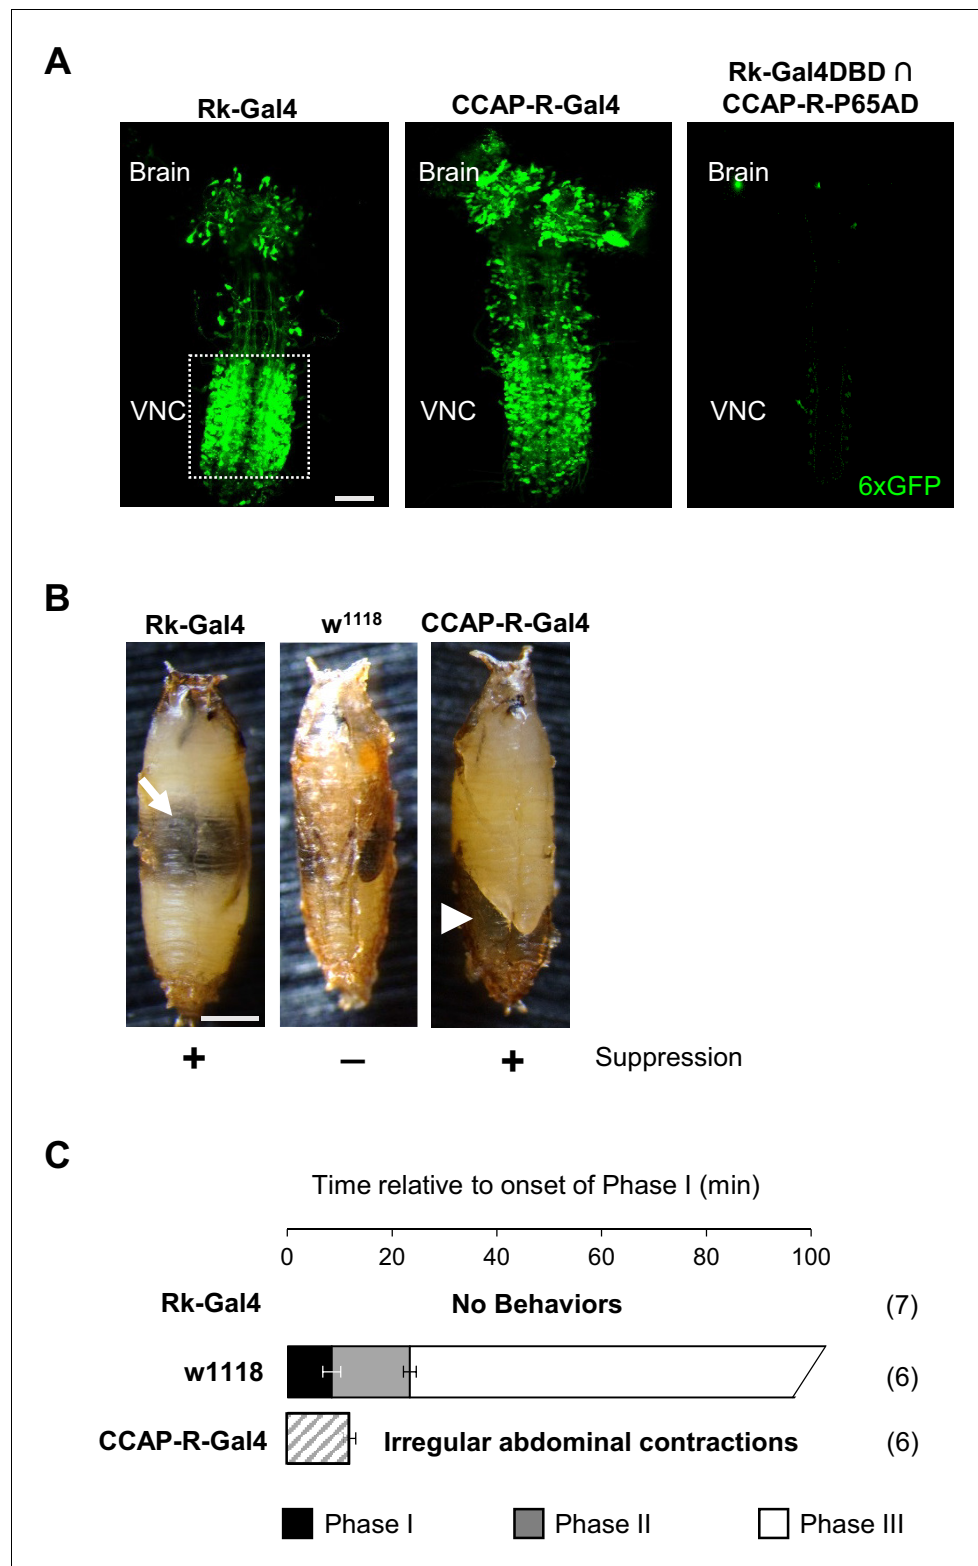 A
Rk-Gal4
CCAP-R-Gal4
Rk-Gal4DBD ∩
CCAP-R-P65AD
Brain
Brain
Brain
VNC
VNC
VNC
6xGFP
B
Rk-Gal4
w1118
CCAP-R-Gal4
+
–
+
Suppression
C
Time relative to onset of Phase I (min)
0 20 40 60 80 100
Rk-Gal4 No Behaviors (7)
w1118 (6)
CCAP-R-Gal4 Irregular abdominal contractions (6)
Phase I Phase II Phase III